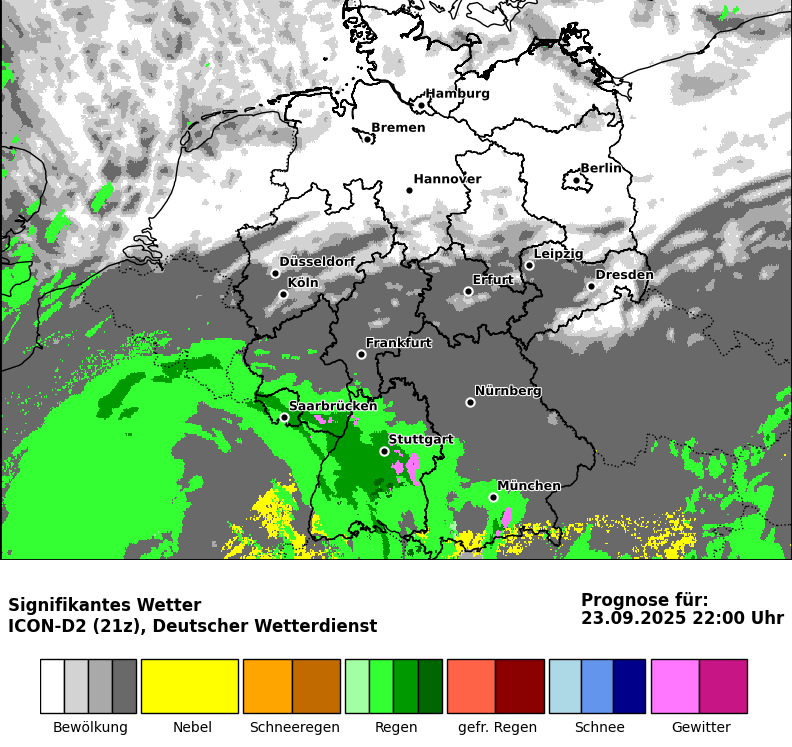 Hamburg
Bremen
Berlin
Hannover
Leipzig
Düsseldorf
Dresden
Köln
Erfurt
Frankfurt
Nürnberg
Saarbrücken
Stuttgart
München
Signifikantes Wetter
ICON-D2 (21z), Deutscher Wetterdienst
Prognose für:
23.09.2025 22:00 Uhr
Bewölkung Nebel Schneeregen Regen gefr. Regen Schnee Gewitter